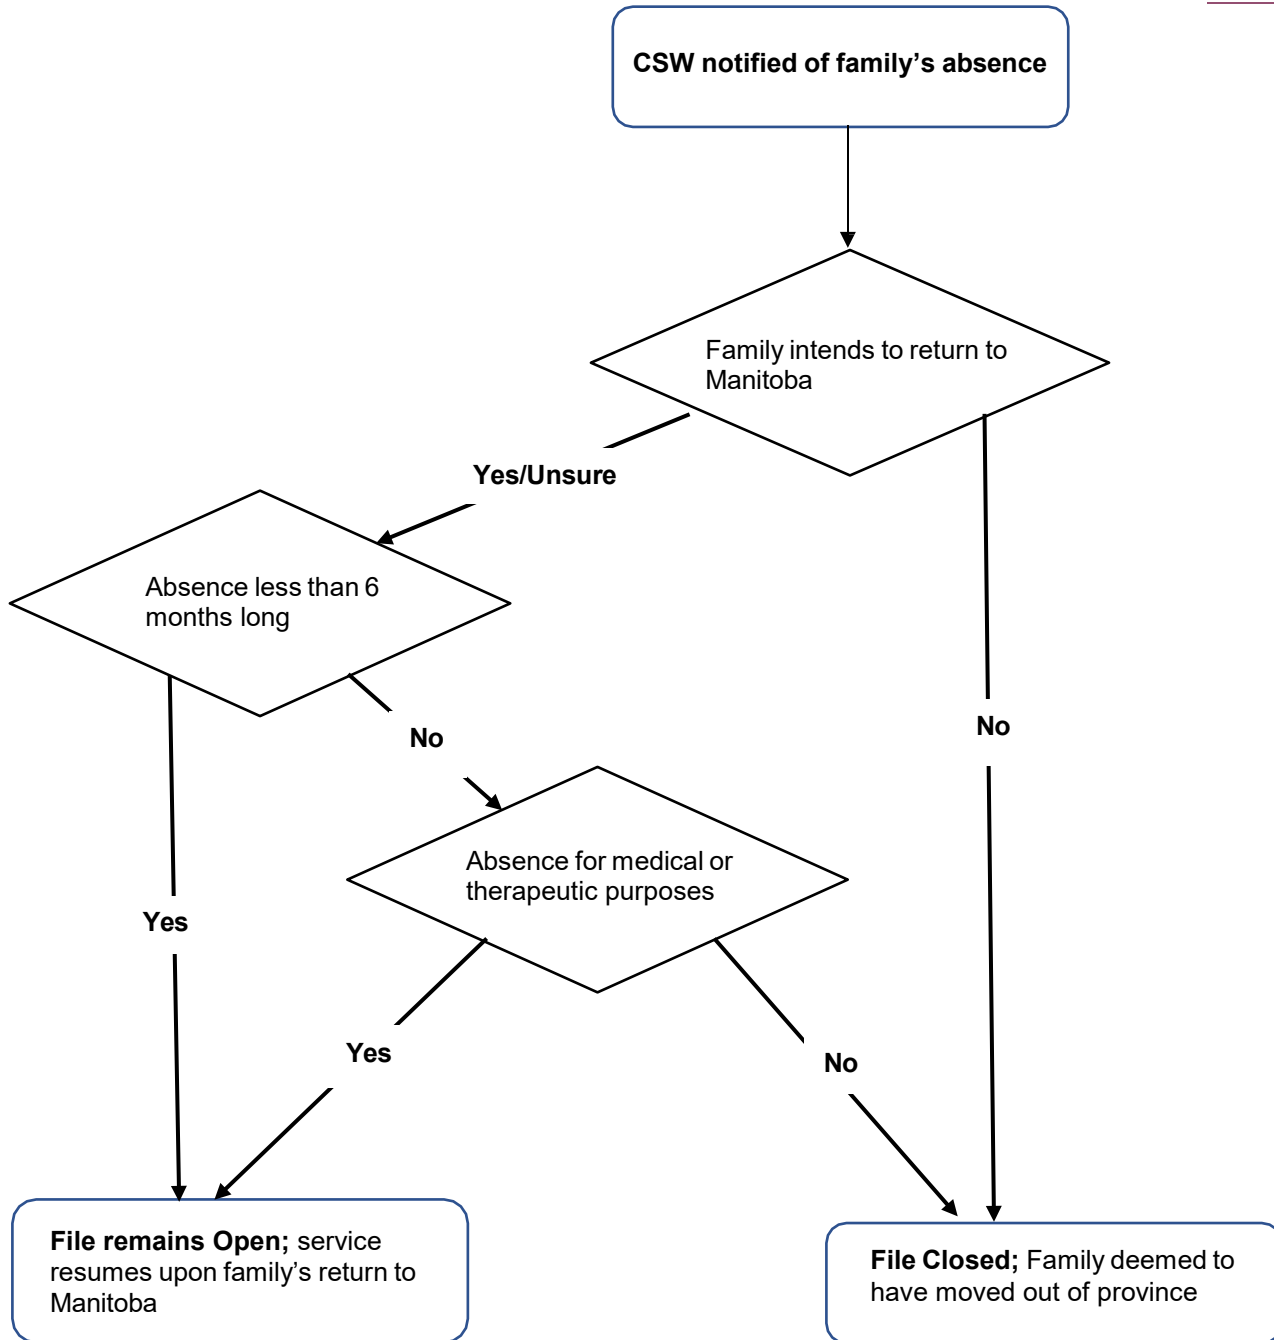 CSW notified of family’s absence
Family intends to return to
Manitoba
Yes/Unsure
Absence less than 6
months long
No
No
Absence for medical or
therapeutic purposes
Yes
Yes
No
File remains Open; service
resumes upon family’s return to
Manitoba
File Closed; Family deemed to
have moved out of province